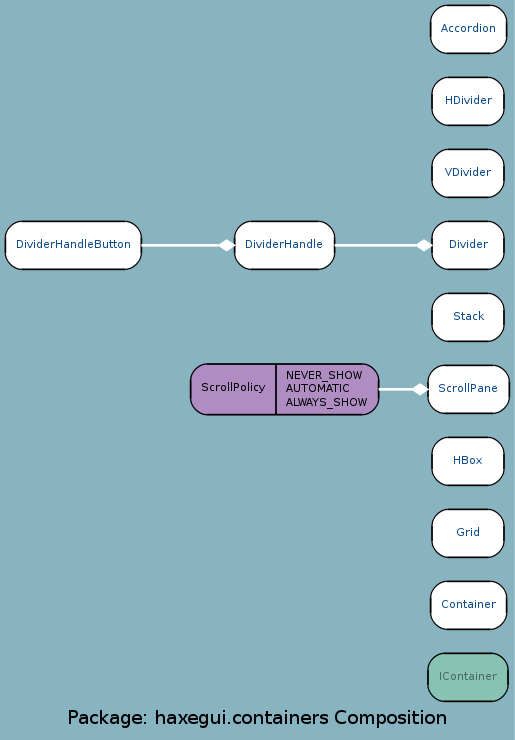 Accordion
HDivider
VDivider
DividerHandleButton
DividerHandle
Divider
Stack
ScrollPolicy
NEVER_SHOW
AUTOMATIC
ALWAYS_SHOW
ScrollPane
HBox
Grid
Container
IContainer
Package: haxegui.containers Composition